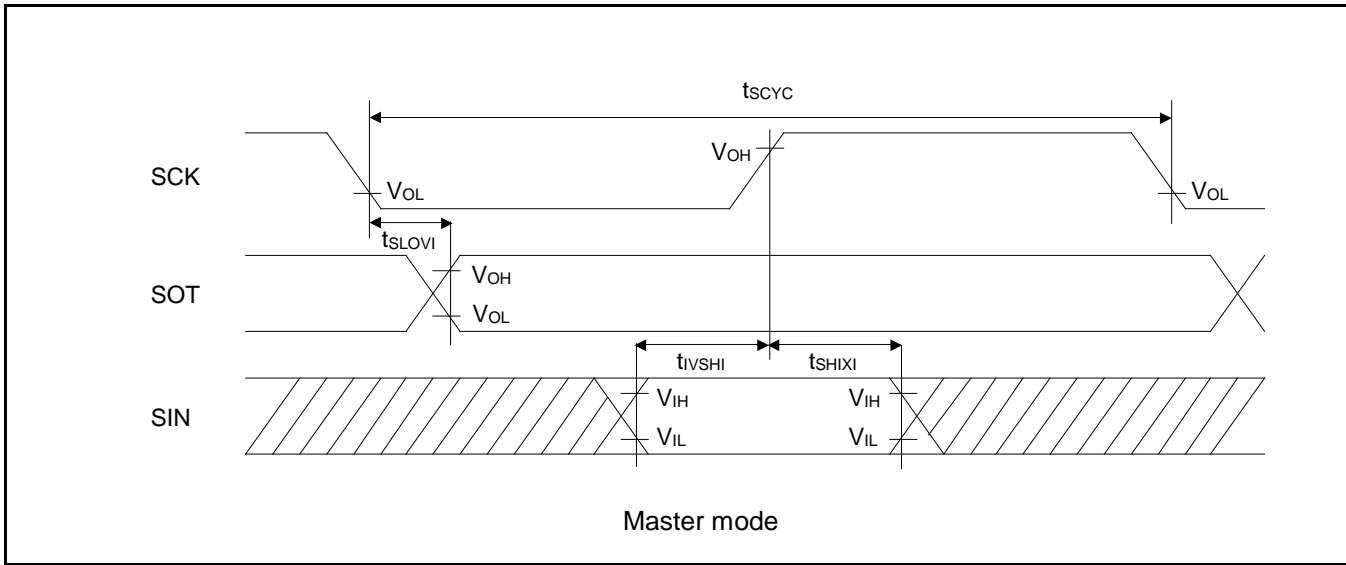 tSCYC
SCK
VOH
VOL
VOL
tSLOVI
SOT
VOH
VOL
tIVSHI
tSHIXI
SIN
VIH
VIH
VIL
VIL
Master mode